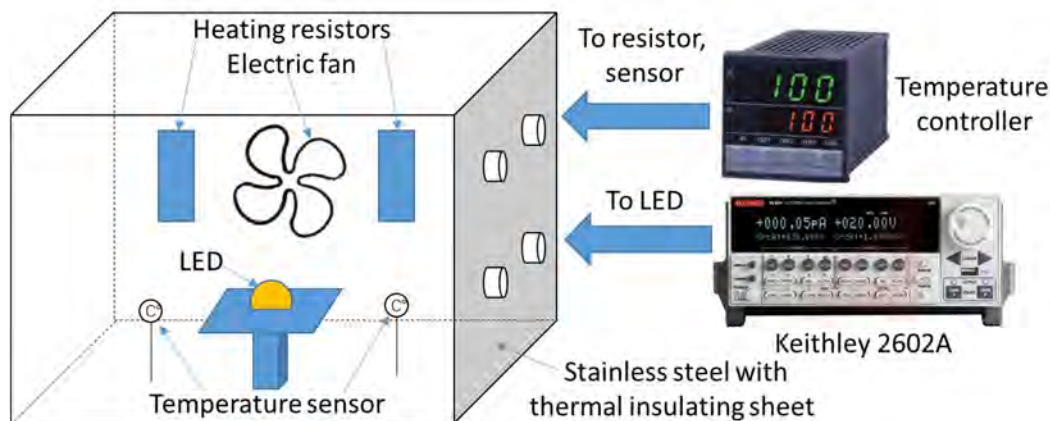 Heating resistors
Electric fan
To resistor,
sensor
100
100
Temperature
controller
To LED
+000.05pA +020.00V
LED
C°
C°
Keithley 2602A
Temperature sensor
Stainless steel with
thermal insulating sheet